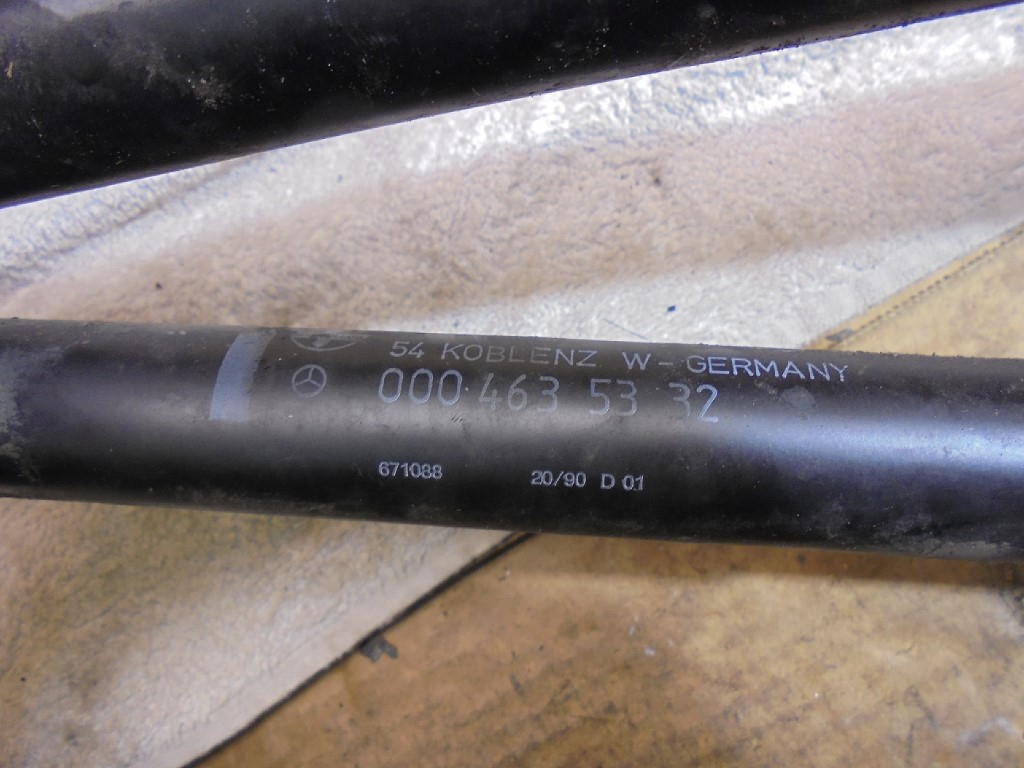 54 KOBLENZ W-GERMANY
000 463 53 32
671088 20/90 D 01